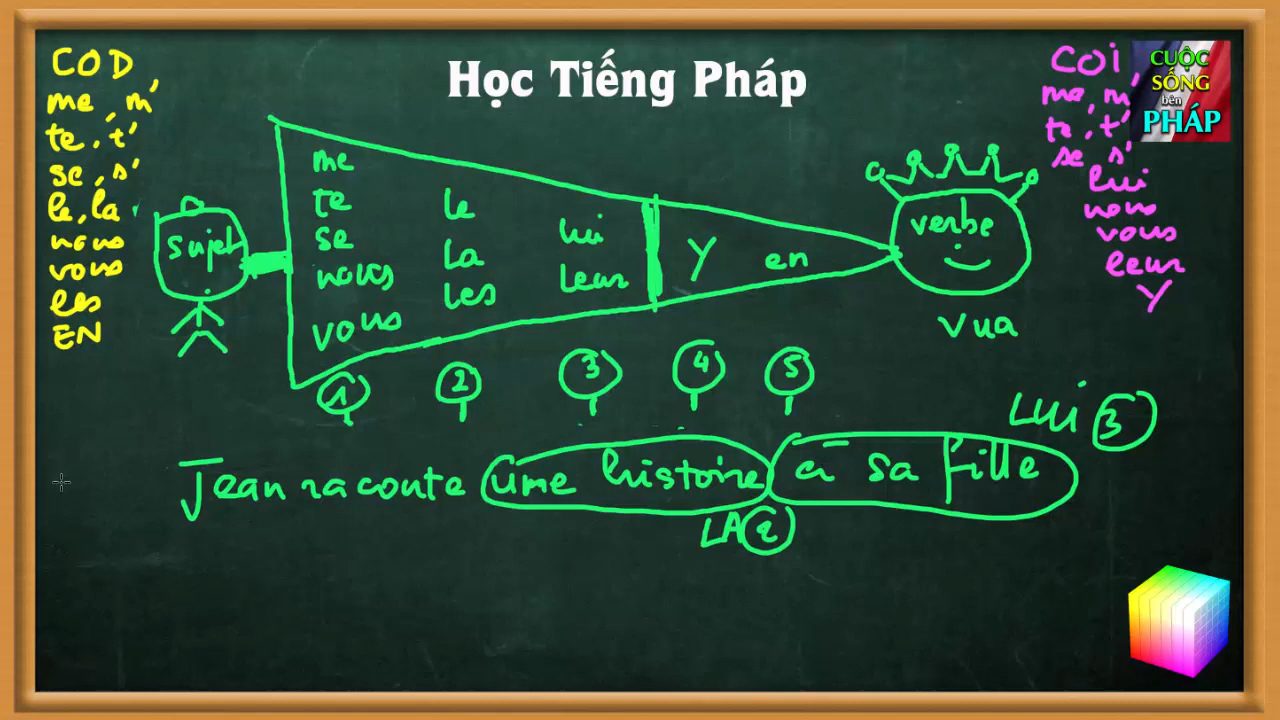 Học Tiếng Pháp
CUỘC
SỐNG
bên
PHÁP
COD
me, m'
te, t'
se, s'
le, la
nous
vous
les
EN
COI
me, m'
te, t'
se, s'
lui
nous
vous
leur
Y
sujet
me
te
se
nous
vous
le
la
les
lui
leur
Y
en
verbe
vua
1
2
3
4
5
Jean raconte une histoire à sa fille
LA 2
LUI 3